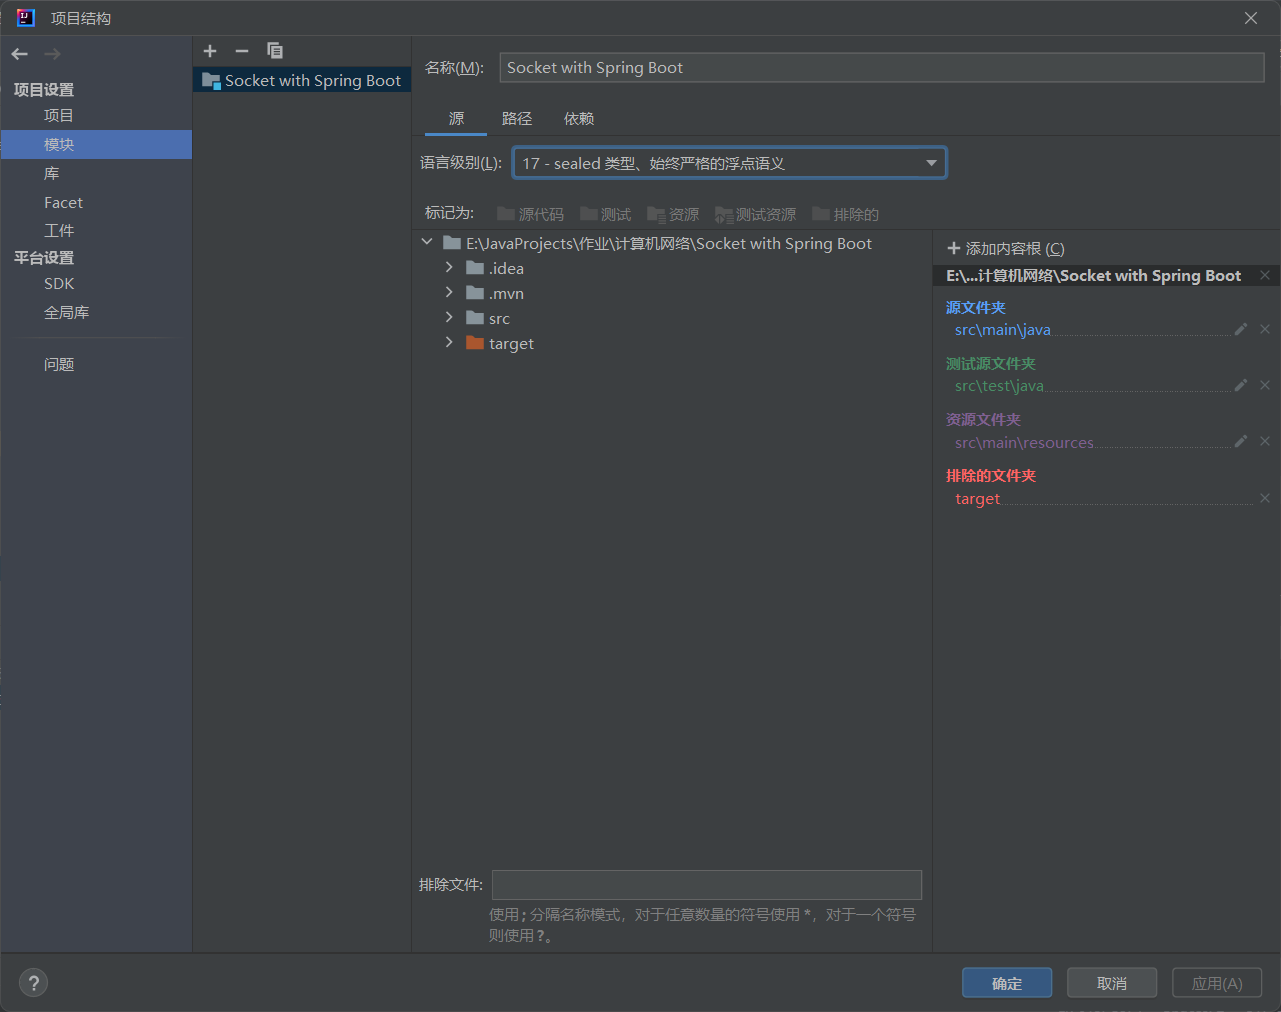 项目结构
项目设置
项目
模块
库
Facet
工件
平台设置
SDK
全局库
问题
Socket with Spring Boot
名称(M):
Socket with Spring Boot
源 路径 依赖
语言级别(L):
17 - sealed 类型、始终严格的浮点语义
标记为: 源代码 测试 资源 测试资源 排除的
E:\JavaProjects\作业\计算机网络\Socket with Spring Boot
.idea
.mvn
src
target
添加内容根 (C)
E:\...计算机网络\Socket with Spring Boot
源文件夹
src\main\java
测试源文件夹
src\test\java
资源文件夹
src\main\resources
排除的文件夹
target
排除文件:
使用 ; 分隔名称模式，对于任意数量的符号使用 *，对于一个符号
则使用 ?。
?
确定 取消 应用(A)